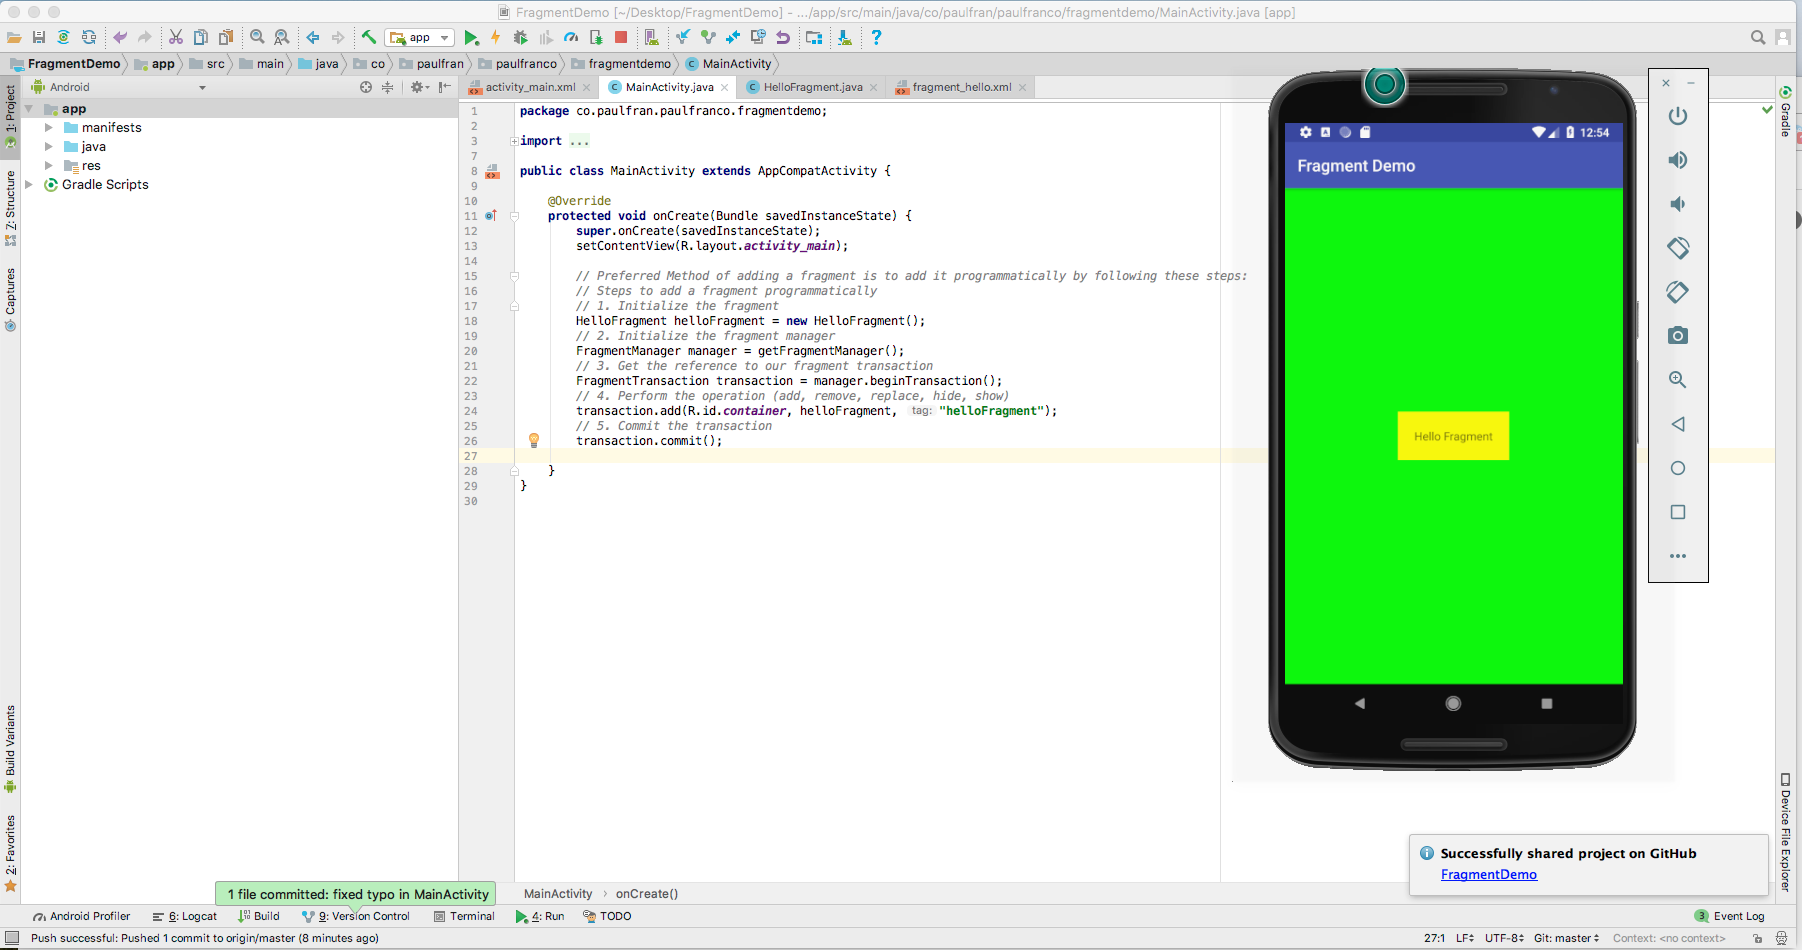 FragmentDemo [~/Desktop/FragmentDemo] - .../app/src/main/java/co/paulfran/paulfranco/fragmentdemo/MainActivity.java [app]
app
FragmentDemo app src main java co paulfran paulfranco fragmentdemo MainActivity
Android
activity_main.xml MainActivity.java HelloFragment.java fragment_hello.xml
1: Project
Z: Structure
Captures
Build Variants
2: Favorites
app
manifests
java
res
Gradle Scripts
1 package co.paulfran.paulfranco.fragmentdemo;
2
3 import ...
7
8 public class MainActivity extends AppCompatActivity {
9
10 @Override
11 protected void onCreate(Bundle savedInstanceState) {
12 super.onCreate(savedInstanceState);
13 setContentView(R.layout.activity_main);
14
15 // Preferred Method of adding a fragment is to add it programmatically by following these steps:
16 // Steps to add a fragment programmatically
17 // 1. Initialize the fragment
18 HelloFragment helloFragment = new HelloFragment();
19 // 2. Initialize the fragment manager
20 FragmentManager manager = getFragmentManager();
21 // 3. Get the reference to our fragment transaction
22 FragmentTransaction transaction = manager.beginTransaction();
23 // 4. Perform the operation (add, remove, replace, hide, show)
24 transaction.add(R.id.container, helloFragment, tag: "helloFragment");
25 // 5. Commit the transaction
26 transaction.commit();
27
28 }
29 }
30
12:54
Fragment Demo
Hello Fragment
Gradle
Device File Explorer
Successfully shared project on GitHub
FragmentDemo
1 file committed: fixed typo in MainActivity
MainActivity › onCreate()
Android Profiler 6: Logcat Build 9: Version Control Terminal 4: Run TODO 3 Event Log
Push successful: Pushed 1 commit to origin/master (8 minutes ago) 27:1 LF UTF-8 Git: master Context: <no context>